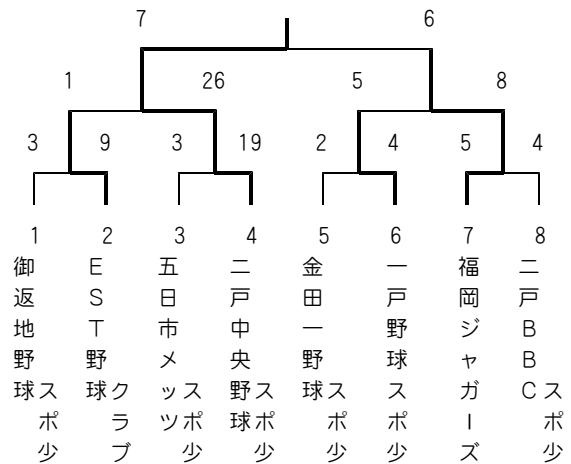 7 6
1 26 5 8
3 9 3 19 2 4 5 4
1 2 3 4 5 6 7 8
御返地野球スポ少
EST野球クラブ
五日市メッツスポ少
二戸中央野球スポ少
金田一野球スポ少
一戸野球スポ少
福岡ジャガーズ
二戸BBCスポ少